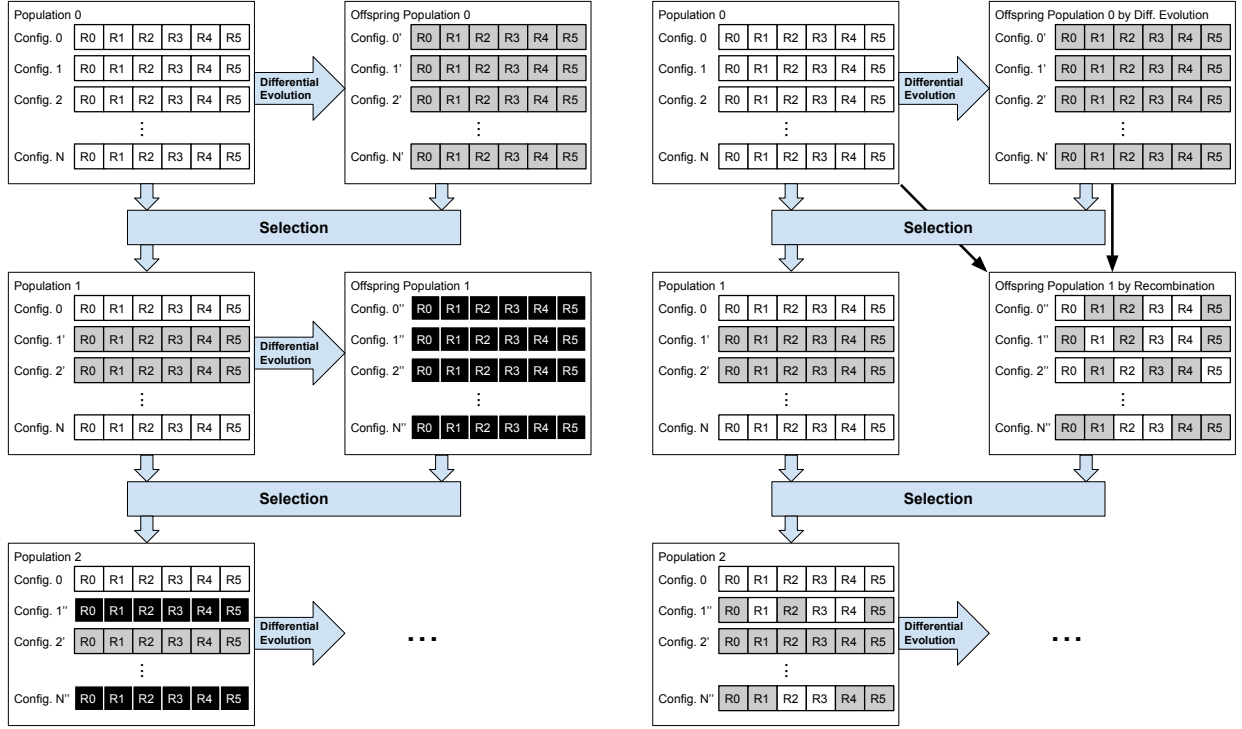 Population 0
Config. 0 R0 R1 R2 R3 R4 R5
Config. 1 R0 R1 R2 R3 R4 R5
Config. 2 R0 R1 R2 R3 R4 R5
...
Config. N R0 R1 R2 R3 R4 R5
Differential
Evolution
Offspring Population 0
Config. 0' R0 R1 R2 R3 R4 R5
Config. 1' R0 R1 R2 R3 R4 R5
Config. 2' R0 R1 R2 R3 R4 R5
...
Config. N' R0 R1 R2 R3 R4 R5
Selection
Population 1
Config. 0 R0 R1 R2 R3 R4 R5
Config. 1' R0 R1 R2 R3 R4 R5
Config. 2' R0 R1 R2 R3 R4 R5
...
Config. N R0 R1 R2 R3 R4 R5
Differential
Evolution
Offspring Population 1
Config. 0'' R0 R1 R2 R3 R4 R5
Config. 1'' R0 R1 R2 R3 R4 R5
Config. 2'' R0 R1 R2 R3 R4 R5
...
Config. N'' R0 R1 R2 R3 R4 R5
Selection
Population 2
Config. 0 R0 R1 R2 R3 R4 R5
Config. 1'' R0 R1 R2 R3 R4 R5
Config. 2' R0 R1 R2 R3 R4 R5
...
Config. N'' R0 R1 R2 R3 R4 R5
Differential
Evolution
...
Population 0
Config. 0 R0 R1 R2 R3 R4 R5
Config. 1 R0 R1 R2 R3 R4 R5
Config. 2 R0 R1 R2 R3 R4 R5
...
Config. N R0 R1 R2 R3 R4 R5
Differential
Evolution
Offspring Population 0 by Diff. Evolution
Config. 0' R0 R1 R2 R3 R4 R5
Config. 1' R0 R1 R2 R3 R4 R5
Config. 2' R0 R1 R2 R3 R4 R5
...
Config. N' R0 R1 R2 R3 R4 R5
Selection
Population 1
Config. 0 R0 R1 R2 R3 R4 R5
Config. 1' R0 R1 R2 R3 R4 R5
Config. 2' R0 R1 R2 R3 R4 R5
...
Config. N R0 R1 R2 R3 R4 R5
Offspring Population 1 by Recombination
Config. 0'' R0 R1 R2 R3 R4 R5
Config. 1'' R0 R1 R2 R3 R4 R5
Config. 2'' R0 R1 R2 R3 R4 R5
...
Config. N'' R0 R1 R2 R3 R4 R5
Selection
Population 2
Config. 0 R0 R1 R2 R3 R4 R5
Config. 1'' R0 R1 R2 R3 R4 R5
Config. 2' R0 R1 R2 R3 R4 R5
...
Config. N'' R0 R1 R2 R3 R4 R5
Differential
Evolution
...